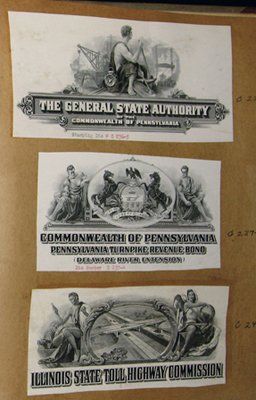 THE GENERAL STATE AUTHORITY
OF THE
COMMONWEALTH OF PENNSYLVANIA
COMMONWEALTH OF PENNSYLVANIA
PENNSYLVANIA TURNPIKE REVENUE BOND
(DELAWARE RIVER EXTENSION)
ILLINOIS STATE TOLL HIGHWAY COMMISSION